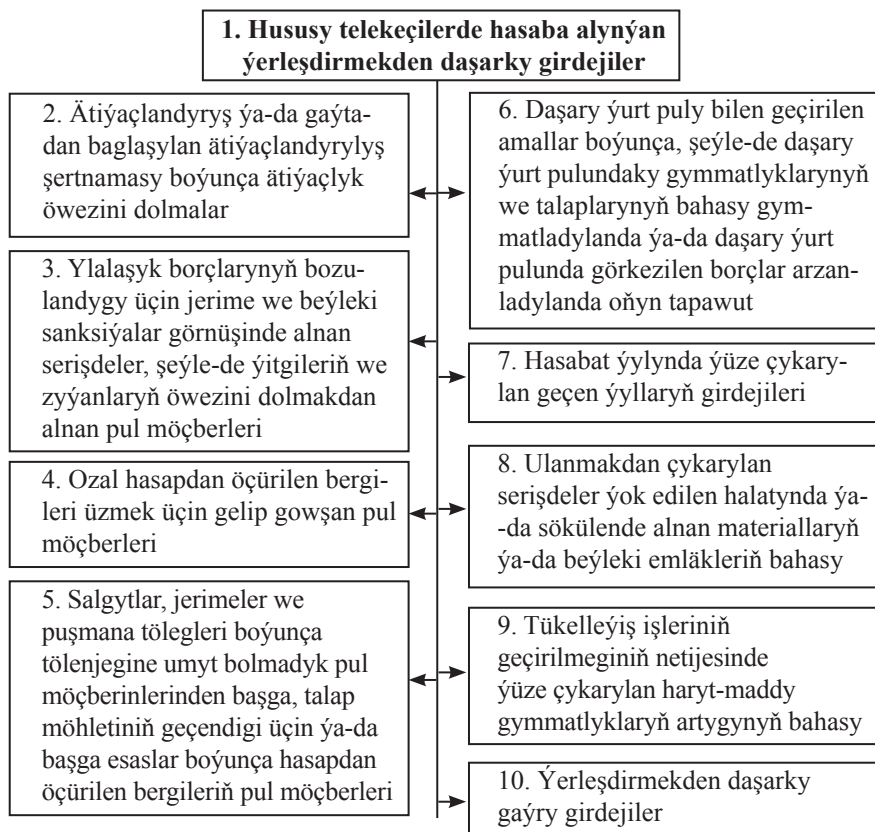 1. Hususy telekeçilerde hasaba alynýan
ýerleşdirmekden daşarky girdejiler
2. Ätiýaçlandyryş ýa-da gaýta-
dan baglaşylan ätiýaçlandyrylyş
şertnamasy boýunça ätiýaçlyk
öwezini dolmalar
3. Ylalaşyk borçlarynyň bozu-
landygy üçin jerime we beýleki
sanksiýalar görnüşinde alnan
serişdeler, şeýle-de ýitgileriň we
zyýanlaryň öwezini dolmakdan
alnan pul möçberleri
4. Ozal hasapdan öçürilen bergi-
leri üzmek üçin gelip gowşan pul
möçberleri
5. Salgytlar, jerimeler we
puşmana tölegleri boýunça
tölenjegine umyt bolmadyk pul
möçberinlerinden başga, talap
möhletiniň geçendigi üçin ýa-da
başga esaslar boýunça hasapdan
öçürilen bergileriň pul möçberleri
6. Daşary ýurt puly bilen geçirilen
amallar boýunça, şeýle-de daşary
ýurt pulundaky gymmatlyklarynyň
we talaplarynyň bahasy gym-
matladylanda ýa-da daşary ýurt
pulunda görkezilen borçlar arzan-
ladylanda oňyn tapawut
7. Hasabat ýylynda ýüze çykary-
lan geçen ýyllaryň girdejileri
8. Ulanmakdan çykarylan
serişdeler ýok edilen halatynda ýa-
-da sökülende alnan materiallaryň
ýa-da beýleki emläkleriň bahasy
9. Tükelleýiş işleriniň
geçirilmeginiň netijesinde
ýüze çykarylan haryt-maddy
gymmatlyklaryň artygynyň bahasy
10. Ýerleşdirmekden daşarky
gaýry girdejiler